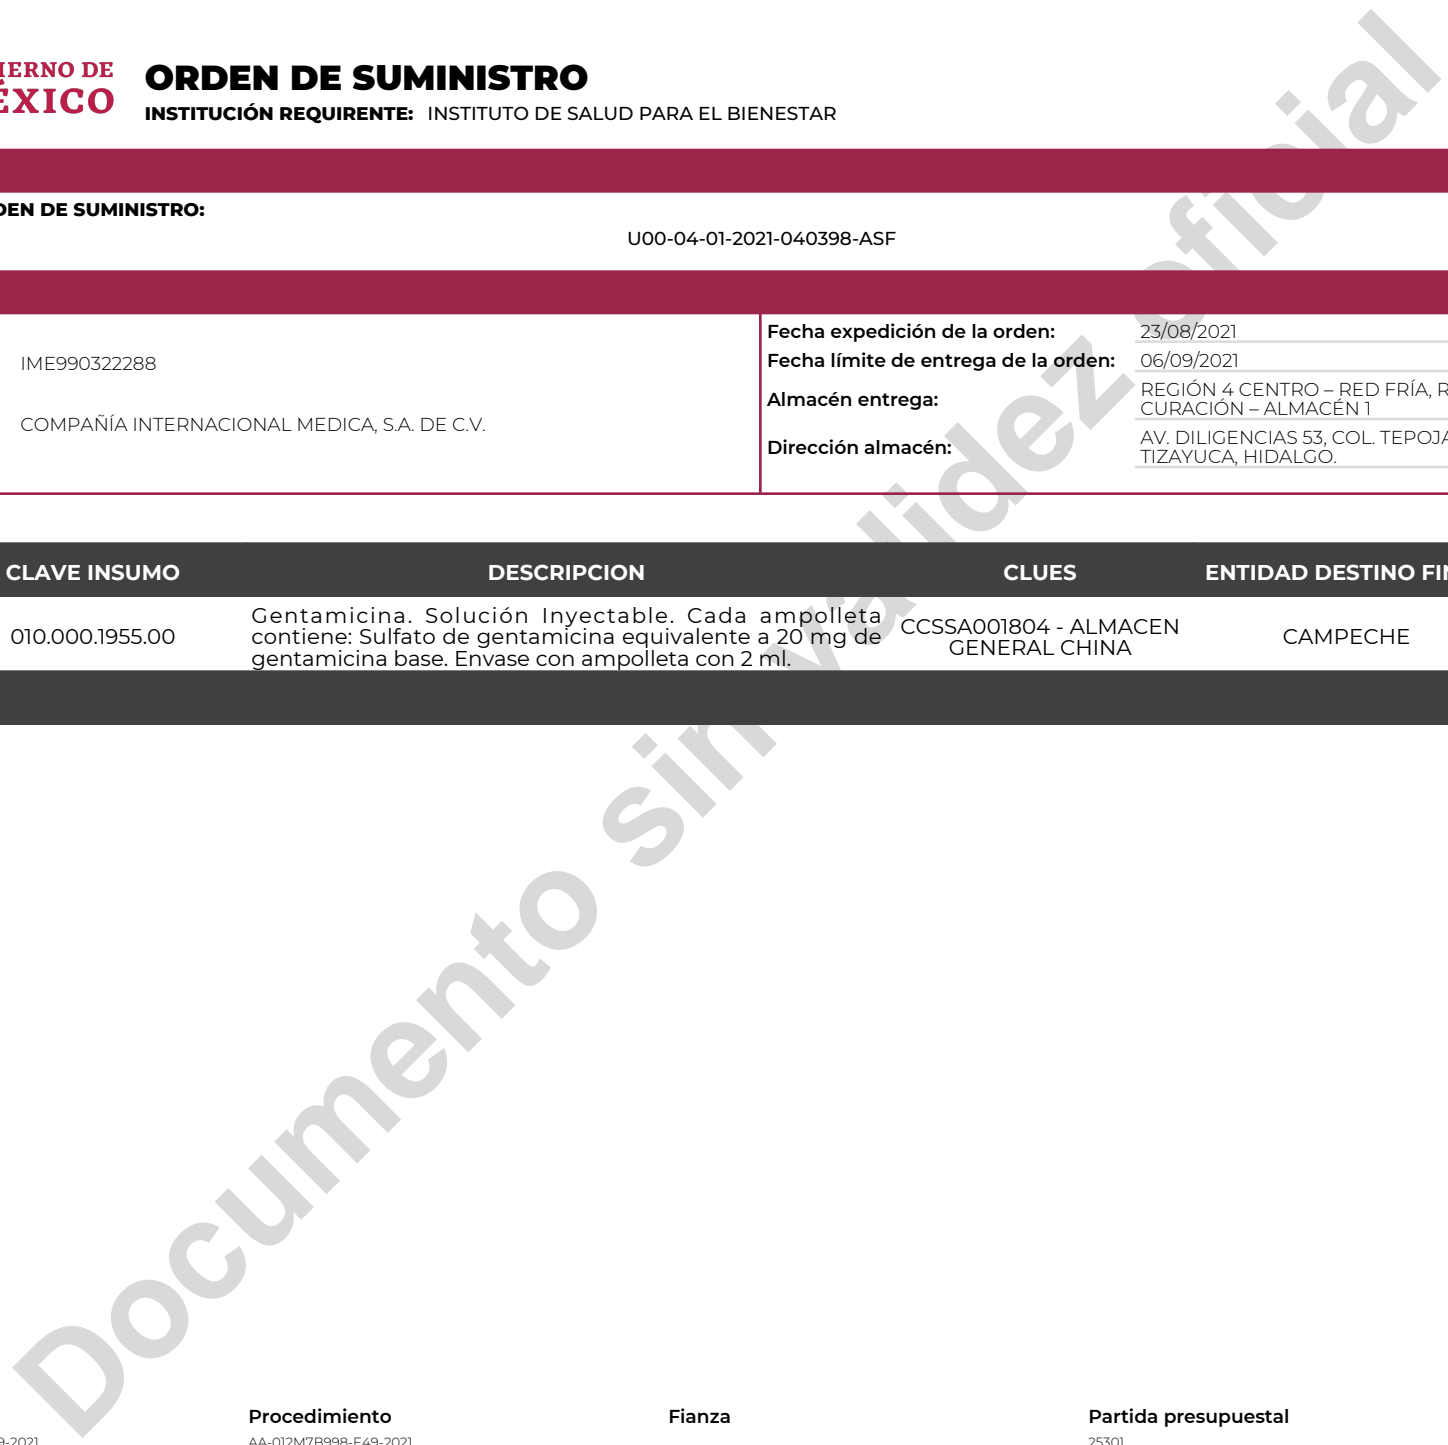 ORDEN DE SUMINISTRO
INSTITUCIÓN REQUIRENTE: INSTITUTO DE SALUD PARA EL BIENESTAR
DE
DE SUMINISTRO:
U00-04-01-2021-040398-ASF
IME990322288
COMPAÑÍA INTERNACIONAL MEDICA, S.A. DE C.V.
Fecha expedición de la orden: 23/08/2021
Fecha límite de entrega de la orden: 06/09/2021
Almacén entrega: REGIÓN 4 CENTRO – RED FRÍA,
CURACIÓN – ALMACÉN 1
Dirección almacén: AV. DILIGENCIAS 53, COL.
TIZAYUCA, HIDALGO.
CLAVE INSUMO DESCRIPCION CLUES ENTIDAD DESTINO
010.000.1955.00
Gentamicina. Solución Inyectable. Cada ampolleta
contiene: Sulfato de gentamicina equivalente a 20 mg de
gentamicina base. Envase con ampolleta con 2 ml.
CCSSA001804 - ALMACEN
GENERAL CHINA
CAMPECHE
Documento sin validez oficial
Procedimiento Fianza Partida presupuestal
AA-012M7B998-E49-2021 25301